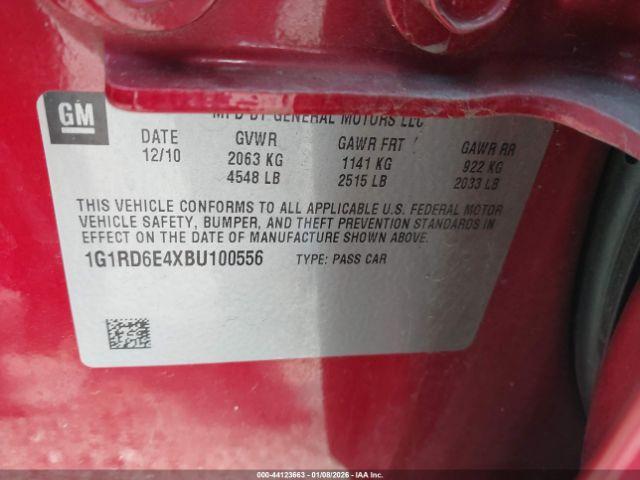 GM
MFD BY GENERAL MOTORS LLC
DATE GVWR GAWR FRT GAWR RR
12/10 2063 KG 1141 KG 922 KG
4548 LB 2515 LB 2033 LB
THIS VEHICLE CONFORMS TO ALL APPLICABLE U.S. FEDERAL MOTOR
VEHICLE SAFETY, BUMPER, AND THEFT PREVENTION STANDARDS IN
EFFECT ON THE DATE OF MANUFACTURE SHOWN ABOVE.
1G1RD6E4XBU100556 TYPE: PASS CAR
000-44123663 - 01/08/2026 - IAA Inc.